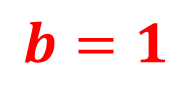 b = 1